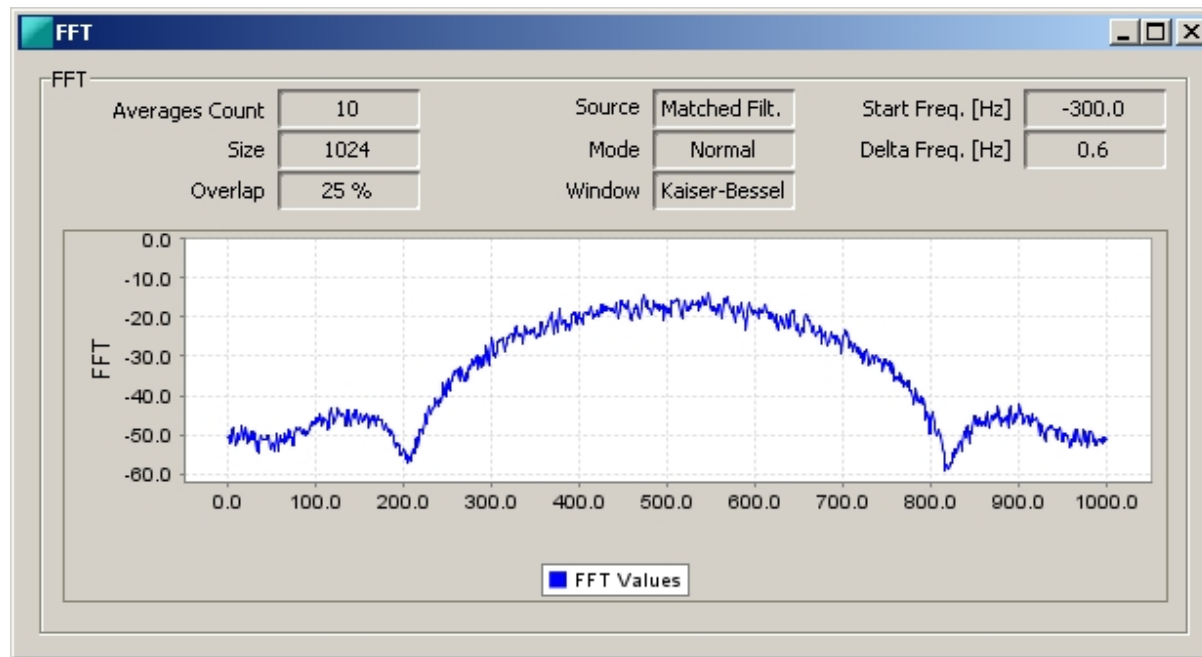 FFT
FFT
Averages Count 10 Source Matched Filt. Start Freq. [Hz] -300.0
Size 1024 Mode Normal Delta Freq. [Hz] 0.6
Overlap 25 % Window Kaiser-Bessel
0.0
-10.0
-20.0
-30.0
-40.0
-50.0
-60.0
FFT
0.0 100.0 200.0 300.0 400.0 500.0 600.0 700.0 800.0 900.0 1000.0
FFT Values